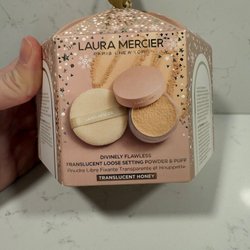 LAURA MERCIER
PARIS NEW YORK
DIVINELY FLAWLESS
TRANSLUCENT LOOSE SETTING POWDER & PUFF
Poudre Libre Fixante Transparente et Houppette
TRANSLUCENT HONEY